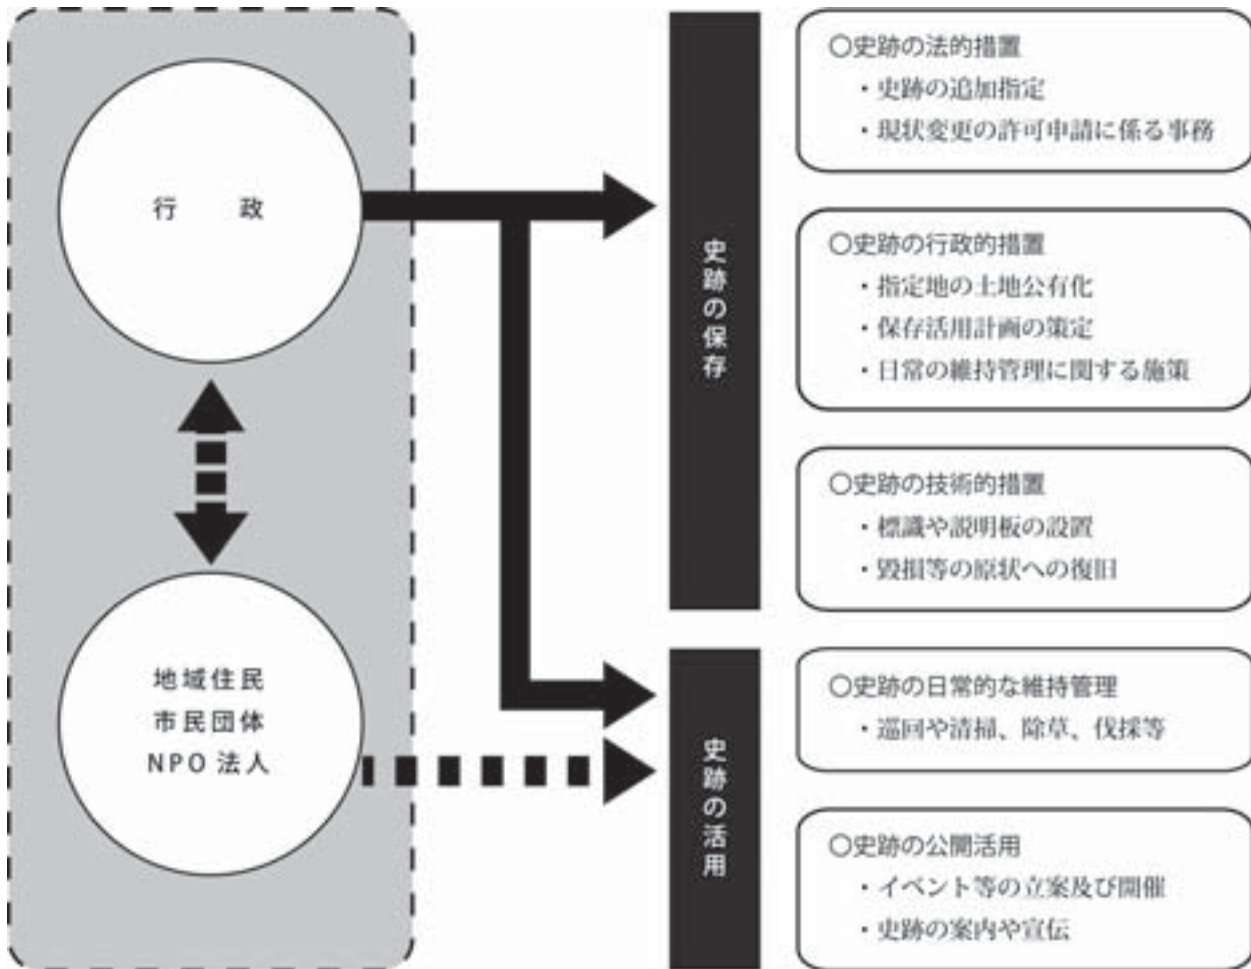 行 政
地域住民
市民団体
NPO 法人
史跡の保存
史跡の活用
○史跡の法的措置
・史跡の追加指定
・現状変更の許可申請に係る事務
○史跡の行政的措置
・指定地の土地公有化
・保存活用計画の策定
・日常の維持管理に関する施策
○史跡の技術的措置
・標識や説明板の設置
・毀損等の原状への復旧
○史跡の日常的な維持管理
・巡回や清掃、除草、伐採等
○史跡の公開活用
・イベント等の立案及び開催
・史跡の案内や宣伝